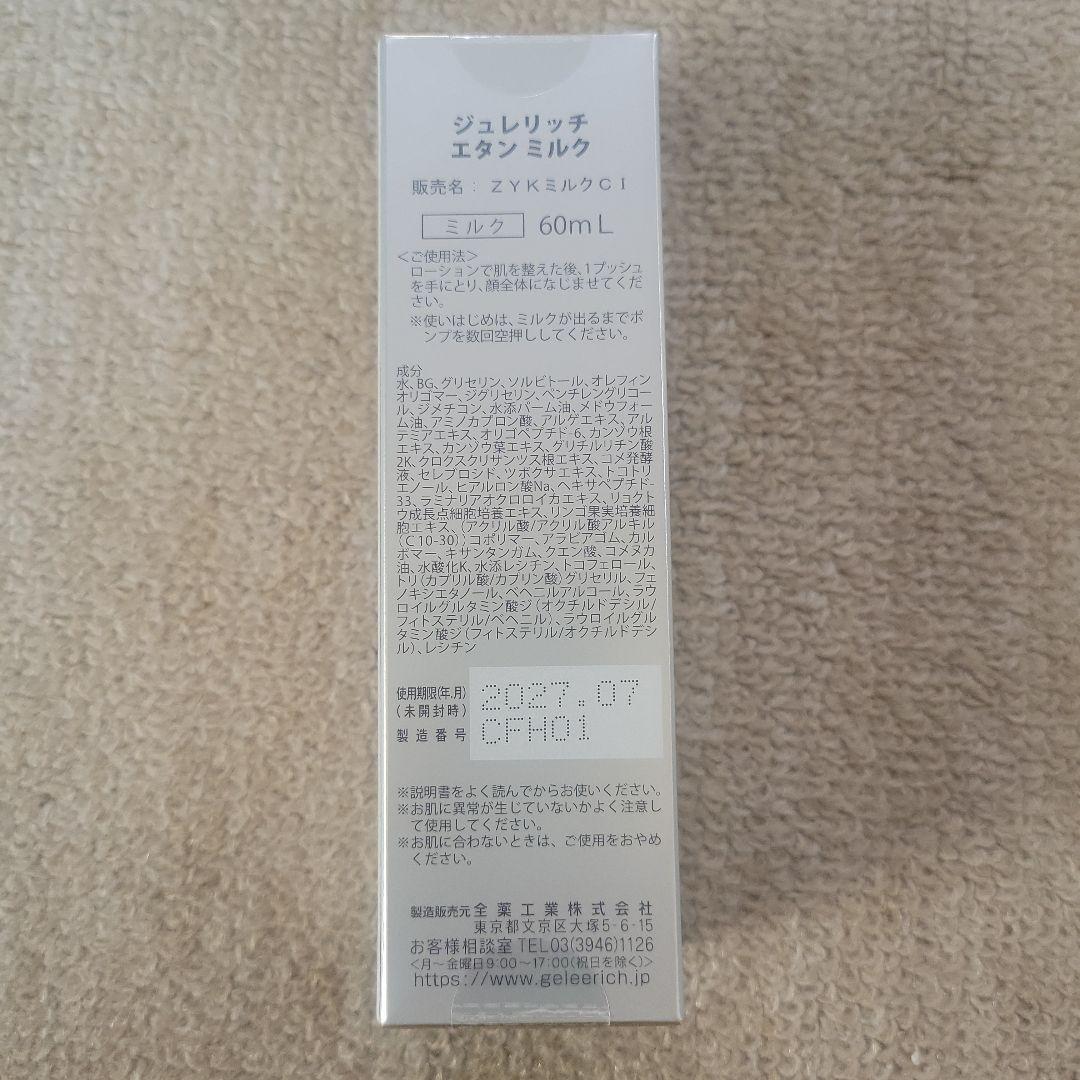 ジュレリッチ
エタン ミルク
販売名： ZYKミルクCI
ミルク 60mL
＜ご使用法＞
ローションで肌を整えた後、1プッシュ
を手にとり、顔全体になじませてくだ
さい。
※使いはじめは、ミルクが出るまでポ
ンプを数回空押ししてください。
成分
水、BG、グリセリン、ソルビトール、オレフィン
オリゴマー、ジグリセリン、ペンチレングリコー
ル、ジメチコン、水添パーム油、メドウフォー
ム油、アミノカプロン酸、アルゲエキス、アル
テミアエキス、オリゴペプチド-6、カンゾウ根
エキス、カンゾウ葉エキス、グリチルリチン酸
2K、クロクスクリサンツス根エキス、コメ発酵
液、セレブロシド、ツボクサエキス、トコトリ
エノール、ヒアルロン酸Na、ヘキサペプチド-
33、ラミナリアオクロロイカエキス、リョクト
ウ成長点細胞培養エキス、リンゴ果実培養細
胞エキス、（アクリル酸/アクリル酸アルキル
（C10-30））コポリマー、アラビアゴム、カル
ボマー、キサンタンガム、クエン酸、コメヌカ
油、水酸化K、水添レシチン、トコフェロール、
トリ（カプリル酸/カプリン酸）グリセリル、フェ
ノキシエタノール、ベヘニルアルコール、ラウ
ロイルグルタミン酸ジ（オクチルドデシル/
フィトステリル/ベヘニル）、ラウロイルグル
タミン酸ジ（フィトステリル/オクチルドデシ
ル）、レシチン
使用期限(年.月) 2027.07
(未開封時)
製造番号 CFH01
※説明書をよく読んでからお使いください。
※お肌に異常が生じていないかよく注意し
て使用してください。
※お肌に合わないときは、ご使用をおやめ
ください。
製造販売元 全薬工業株式会社
東京都文京区大塚5-6-15
お客様相談室 TEL03(3946)1126
＜月～金曜日9:00～17:00(祝日を除く)＞
https://www.geleerich.jp